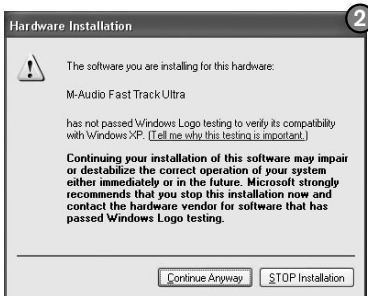 2
Hardware Installation
The software you are installing for this hardware:
M-Audio Fast Track Ultra
has not passed Windows Logo testing to verify its compatibility
with Windows XP. (Tell me why this testing is important.)
Continuing your installation of this software may impair
or destabilize the correct operation of your system
either immediately or in the future. Microsoft strongly
recommends that you stop this installation now and
contact the hardware vendor for software that has
passed Windows Logo testing.
Continue Anyway STOP Installation